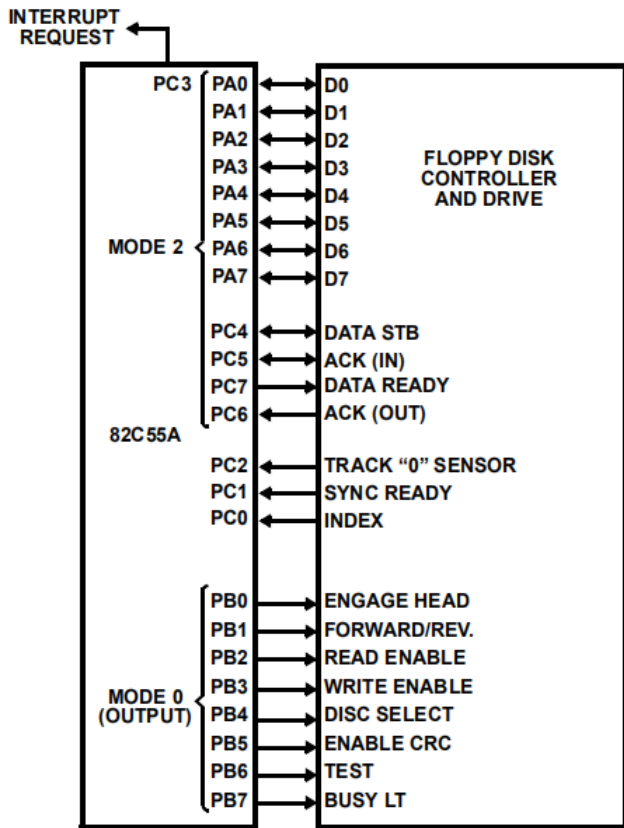 INTERRUPT
REQUEST
PC3 PA0 D0
PA1 D1
PA2 D2
PA3 D3
PA4 D4
PA5 D5
MODE 2 PA6 D6
PA7 D7
FLOPPY DISK
CONTROLLER
AND DRIVE
PC4 DATA STB
PC5 ACK (IN)
PC7 DATA READY
PC6 ACK (OUT)
82C55A
PC2 TRACK “0” SENSOR
PC1 SYNC READY
PC0 INDEX
PB0 ENGAGE HEAD
PB1 FORWARD/REV.
PB2 READ ENABLE
PB3 WRITE ENABLE
MODE 0
(OUTPUT)
PB4 DISC SELECT
PB5 ENABLE CRC
PB6 TEST
PB7 BUSY LT